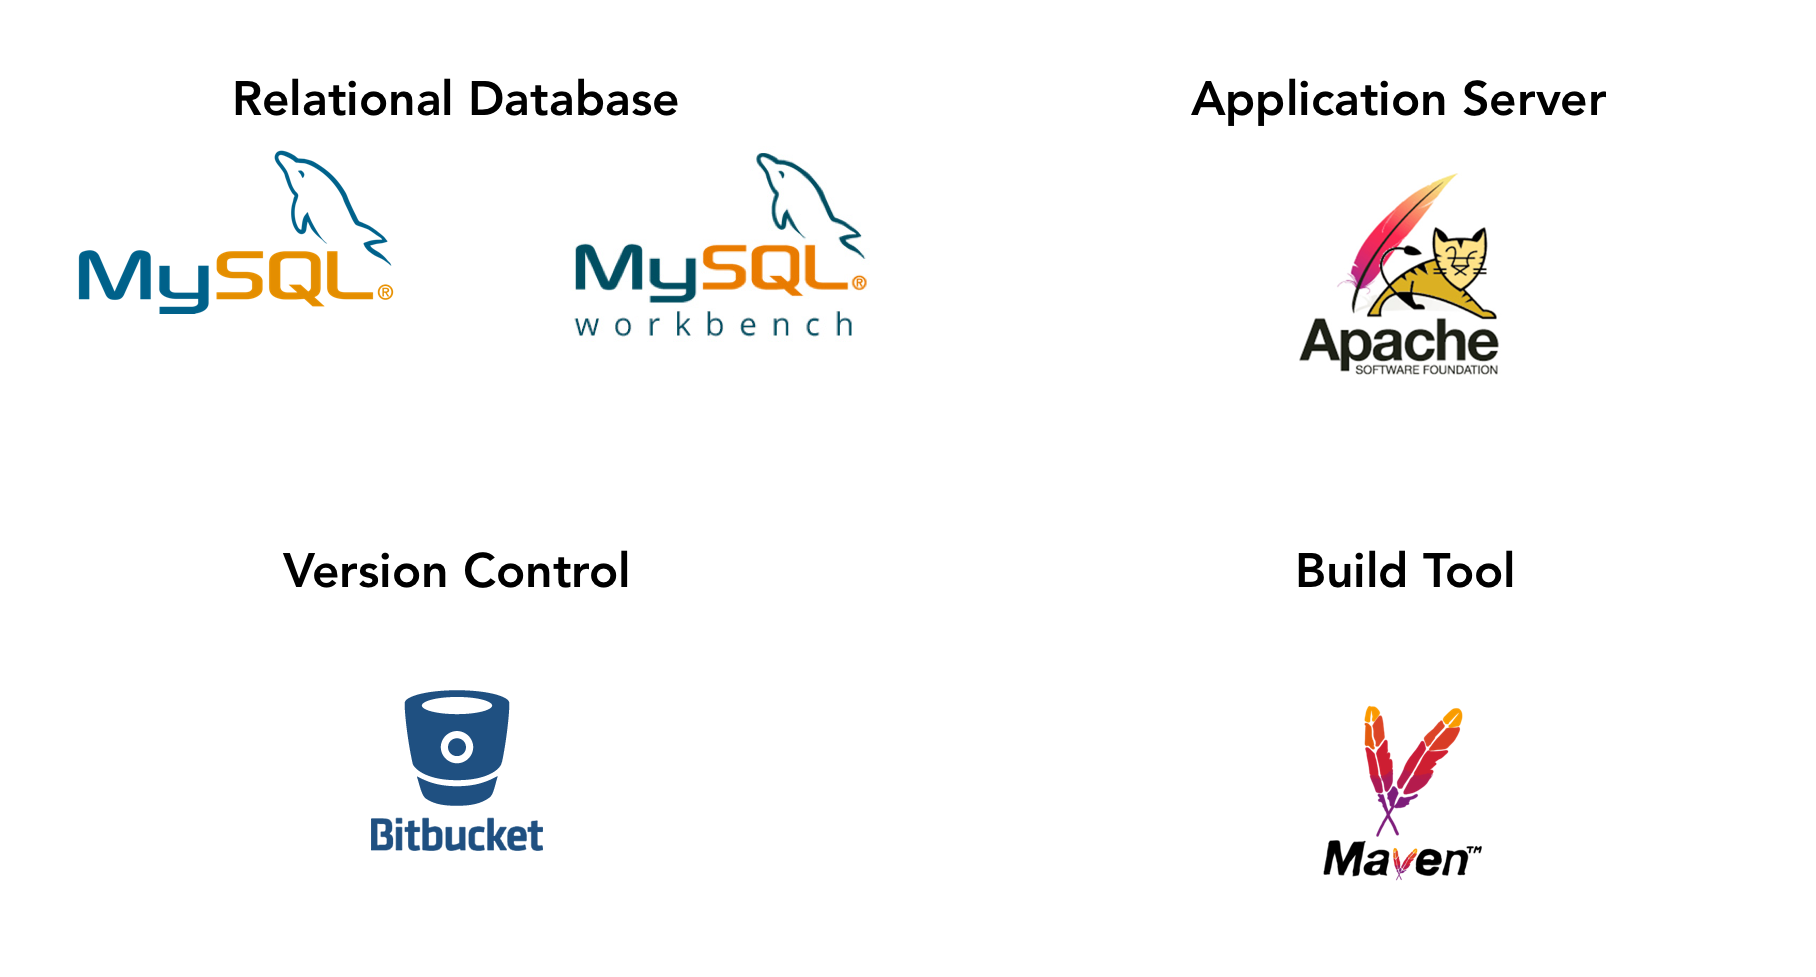 Relational Database
Application Server
MySQL®
MySQL®
workbench
Apache
SOFTWARE FOUNDATION
Version Control
Build Tool
Bitbucket
Maven™